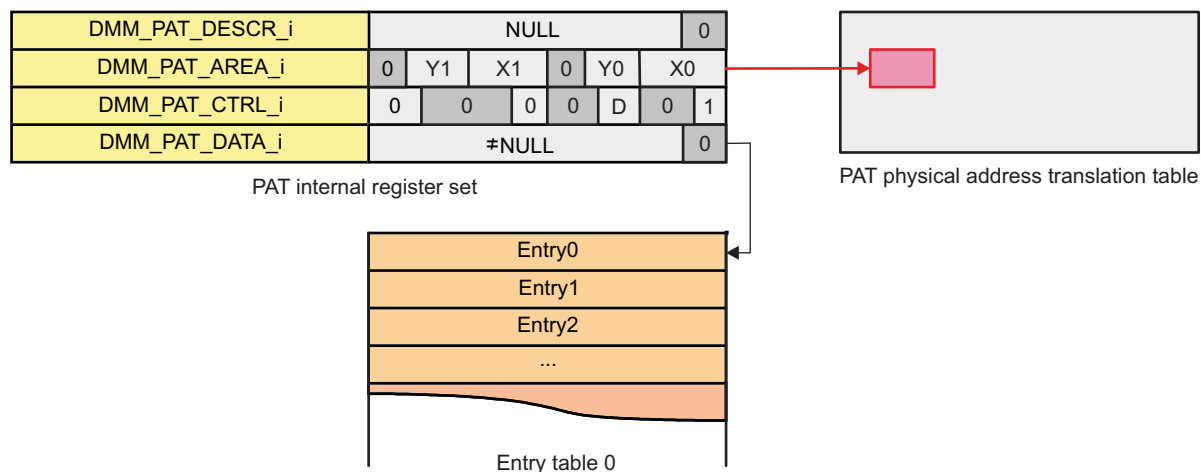 DMM_PAT_DESCR_i NULL 0
DMM_PAT_AREA_i 0 Y1 X1 0 Y0 X0
DMM_PAT_CTRL_i 0 0 0 0 D 0 1
DMM_PAT_DATA_i ≠NULL 0
PAT internal register set
PAT physical address translation table
Entry0
Entry1
Entry2
...
Entry table 0